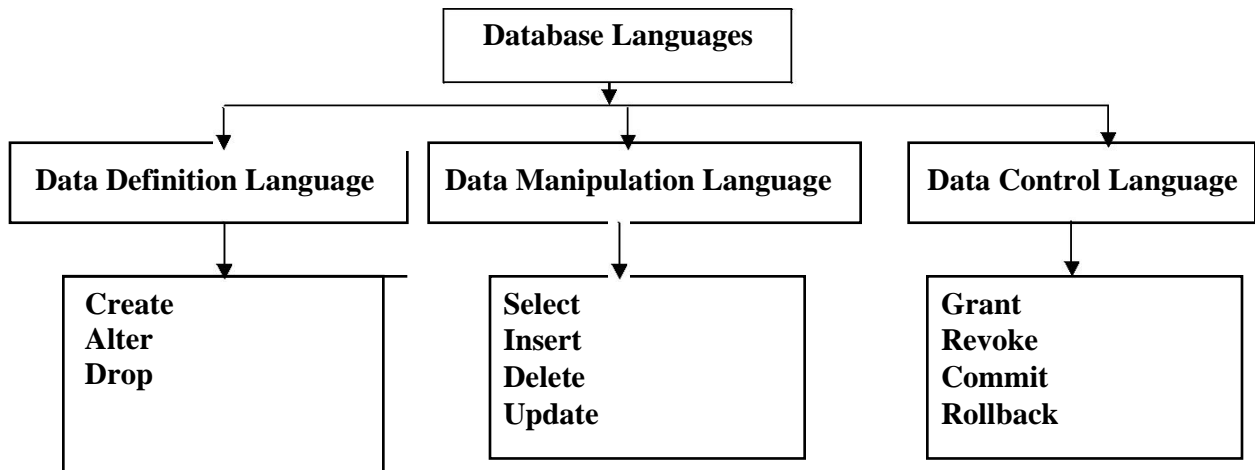 Database Languages
Data Definition Language
Data Manipulation Language
Data Control Language
Create
Alter
Drop
Select
Insert
Delete
Update
Grant
Revoke
Commit
Rollback